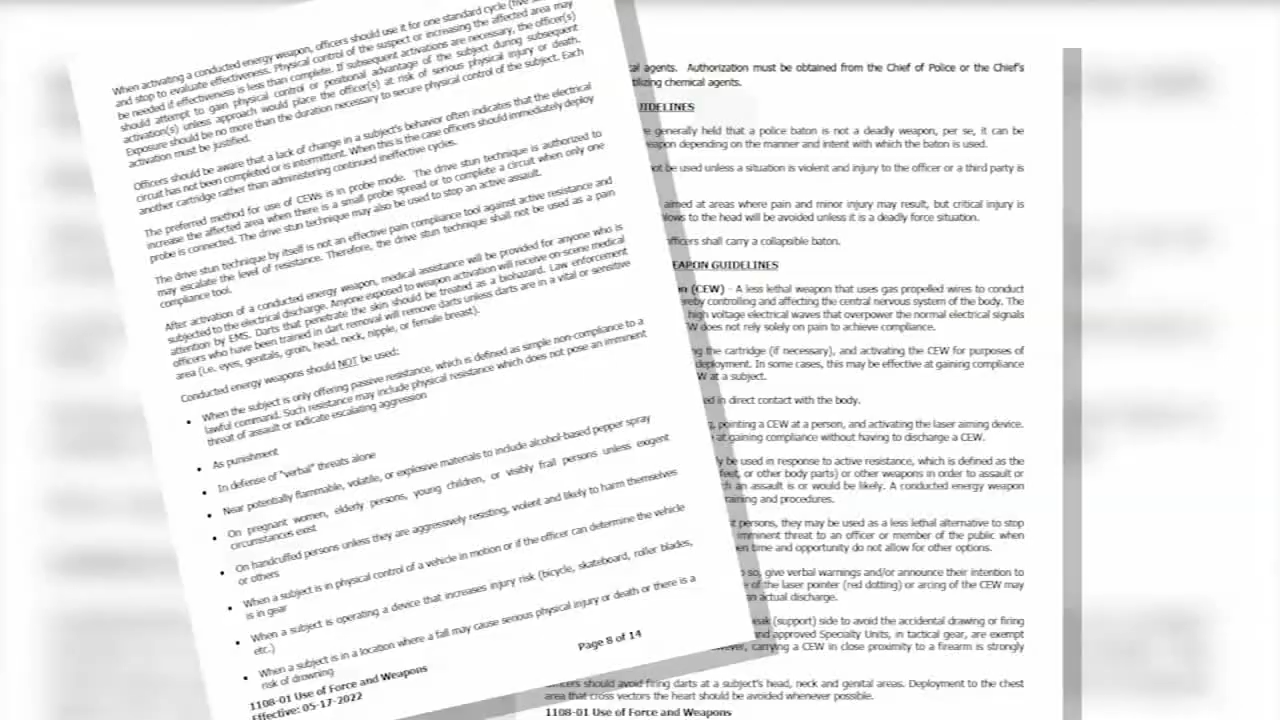 When activating a conducted energy weapon, officers should use it for one standard cycle (five
and stop to evaluate effectiveness. Physical control of the suspect or increasing the affected area may
be needed if effectiveness is less than complete. If subsequent activations are necessary, the officer(s)
should attempt to gain physical control or positional advantage of the subject during subsequent
activation(s) unless approach would place the officer(s) at risk of serious physical injury or death.
Exposure should be no more than the duration necessary to secure physical control of the subject. Each
activation must be justified.
Officers should be aware that a lack of change in a subject's behavior often indicates that the electrical
circuit has not been completed or is intermittent. When this is the case officers should immediately deploy
another cartridge rather than administering continued ineffective cycles.
The preferred method for use of CEWs is in probe mode. The drive stun technique is authorized to
increase the affected area when there is a small probe spread or to complete a circuit when only one
probe is connected. The drive stun technique may also be used to stop an active assault.
The drive stun technique by itself is not an effective pain compliance tool against active resistance and
may escalate the level of resistance. Therefore, the drive stun technique shall not be used as a pain
compliance tool.
After activation of a conducted energy weapon, medical assistance will be provided for anyone who is
subjected to the electrical discharge. Anyone exposed to weapon activation will receive on-scene medical
attention by EMS. Darts that penetrate the skin should be treated as a biohazard. Law enforcement
officers who have been trained in dart removal will remove darts unless darts are in a vital or sensitive
area (i.e. eyes, genitals, groin, head, neck, nipple, or female breast).
Conducted energy weapons should NOT be used:
• When the subject is only offering passive resistance, which is defined as simple non-compliance to a
lawful command. Such resistance may include physical resistance which does not pose an imminent
threat of assault or indicate escalating aggression
• As punishment
• In defense of "verbal" threats alone
• Near potentially flammable, volatile, or explosive materials to include alcohol-based pepper spray
• On pregnant women, elderly persons, young children, or visibly frail persons unless exigent
circumstances exist
• On handcuffed persons unless they are aggressively resisting, violent and likely to harm themselves
or others
• When a subject is in physical control of a vehicle in motion or if the officer can determine the vehicle
is in gear
• When a subject is operating a device that increases injury risk (bicycle, skateboard, roller blades,
etc.)
• When a subject is in a location where a fall may cause serious physical injury or death or there is a
risk of drowning
1108-01 Use of Force and Weapons
Effective: 05-17-2022
Page 8 of 14
agents. Authorization must be obtained from the Chief of Police or the Chief's
chemical agents.
generally held that a police baton is not a deadly weapon, per se, it can be
depending on the manner and intent with which the baton is used.
be used unless a situation is violent and injury to the officer or a third party is
aimed at areas where pain and minor injury may result, but critical injury is
to the head will be avoided unless it is a deadly force situation.
shall carry a collapsible baton.
GUIDELINES
(CEW) - A less lethal weapon that uses gas propelled wires to conduct
controlling and affecting the central nervous system of the body. The
high voltage electrical waves that overpower the normal electrical signals
does not rely solely on pain to achieve compliance.
the cartridge (if necessary), and activating the CEW for purposes of
deployment. In some cases, this may be effective at gaining compliance
at a subject.
in direct contact with the body.
pointing a CEW at a person, and activating the laser aiming device.
at gaining compliance without having to discharge a CEW.
be used in response to active resistance, which is defined as the
feet, or other body parts) or other weapons in order to assault or
an assault is or would be likely. A conducted energy weapon
and procedures.
persons, they may be used as a less lethal alternative to stop
imminent threat to an officer or member of the public when
time and opportunity do not allow for other options.
so, give verbal warnings and/or announce their intention to
of the laser pointer (red dotting) or arcing of the CEW may
an actual discharge.
(support) side to avoid the accidental drawing or firing
and approved Specialty Units, in tactical gear, are exempt
carrying a CEW in close proximity to a firearm is strongly
should avoid firing darts at a subject's head, neck and genital areas. Deployment to the chest
area that cross vectors the heart should be avoided whenever possible.
1108-01 Use of Force and Weapons